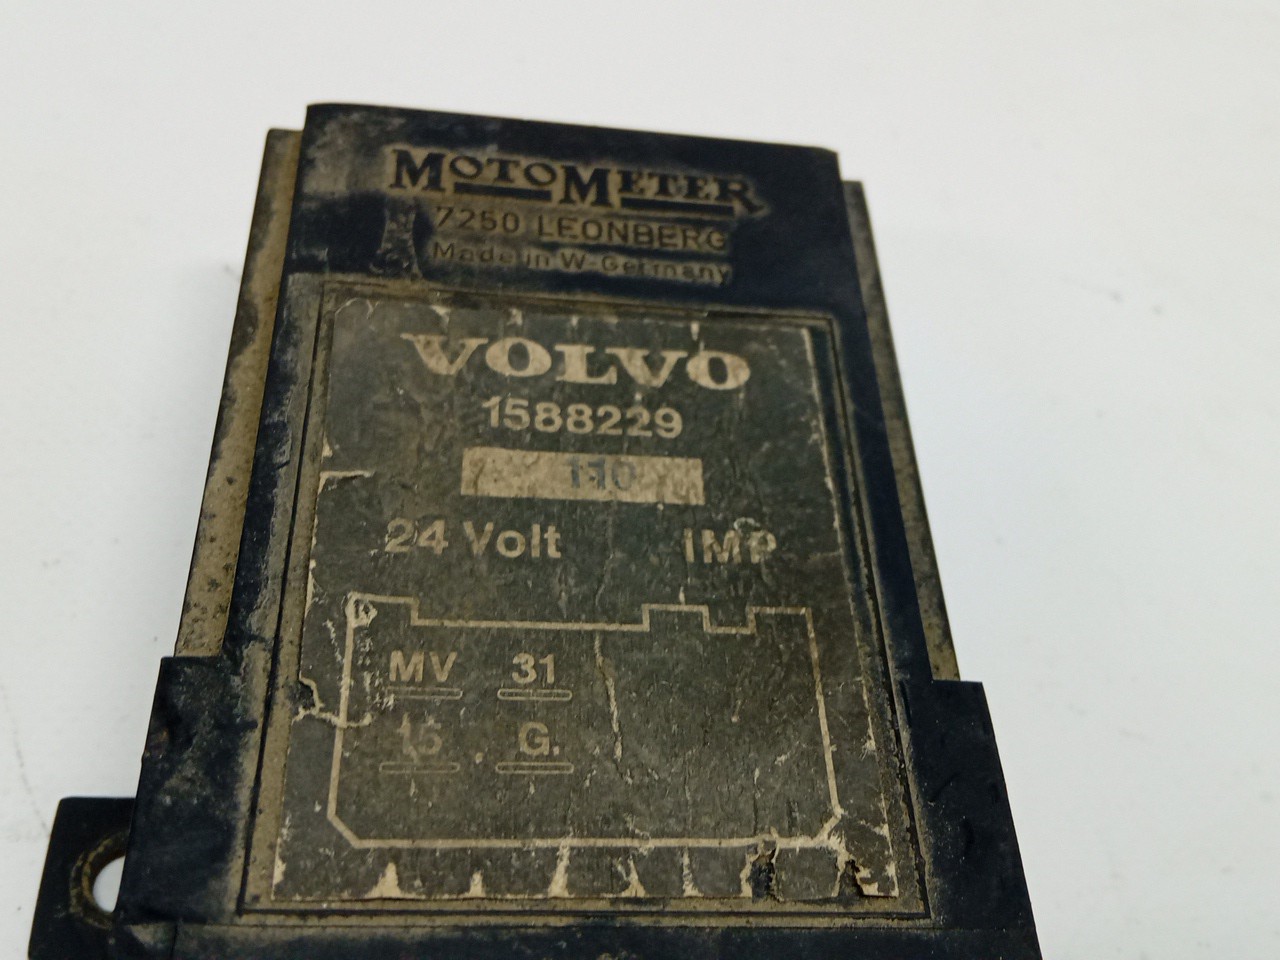 MOTOMETER
7250 LEONBERG
Made in W-Germany
VOLVO
1588229
110
24 Volt IMP
MV 31
15 G.